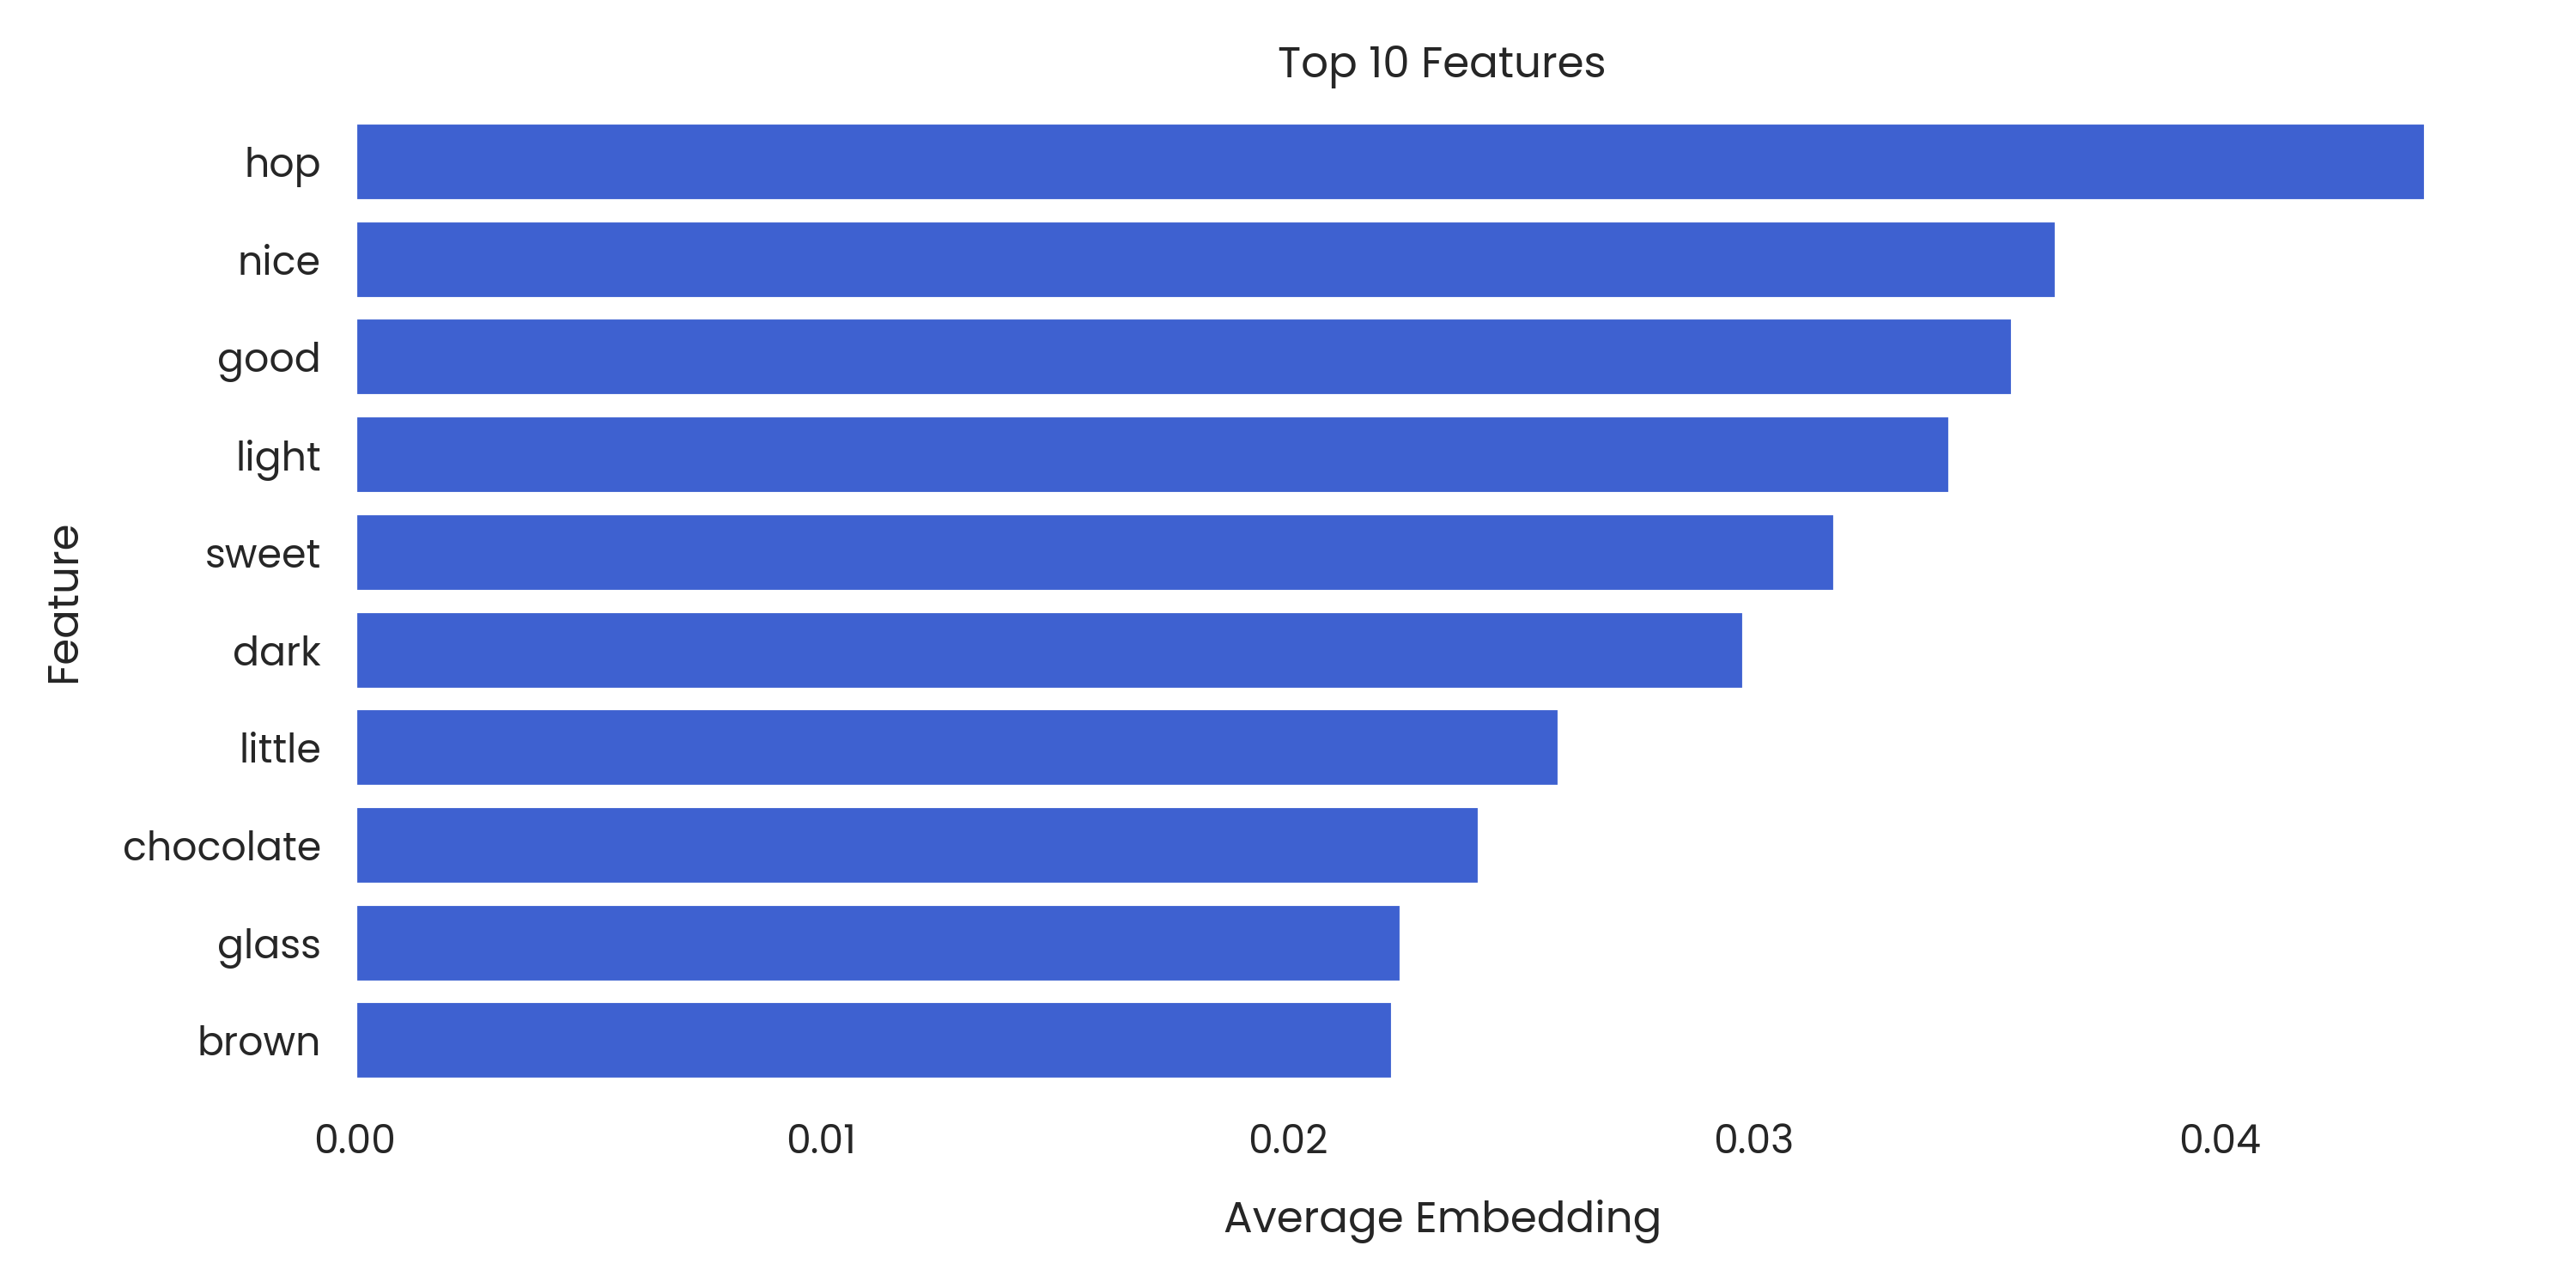 Top 10 Features
hop
nice
good
light
sweet
dark
little
chocolate
glass
brown
Feature
0.00 0.01 0.02 0.03 0.04
Average Embedding